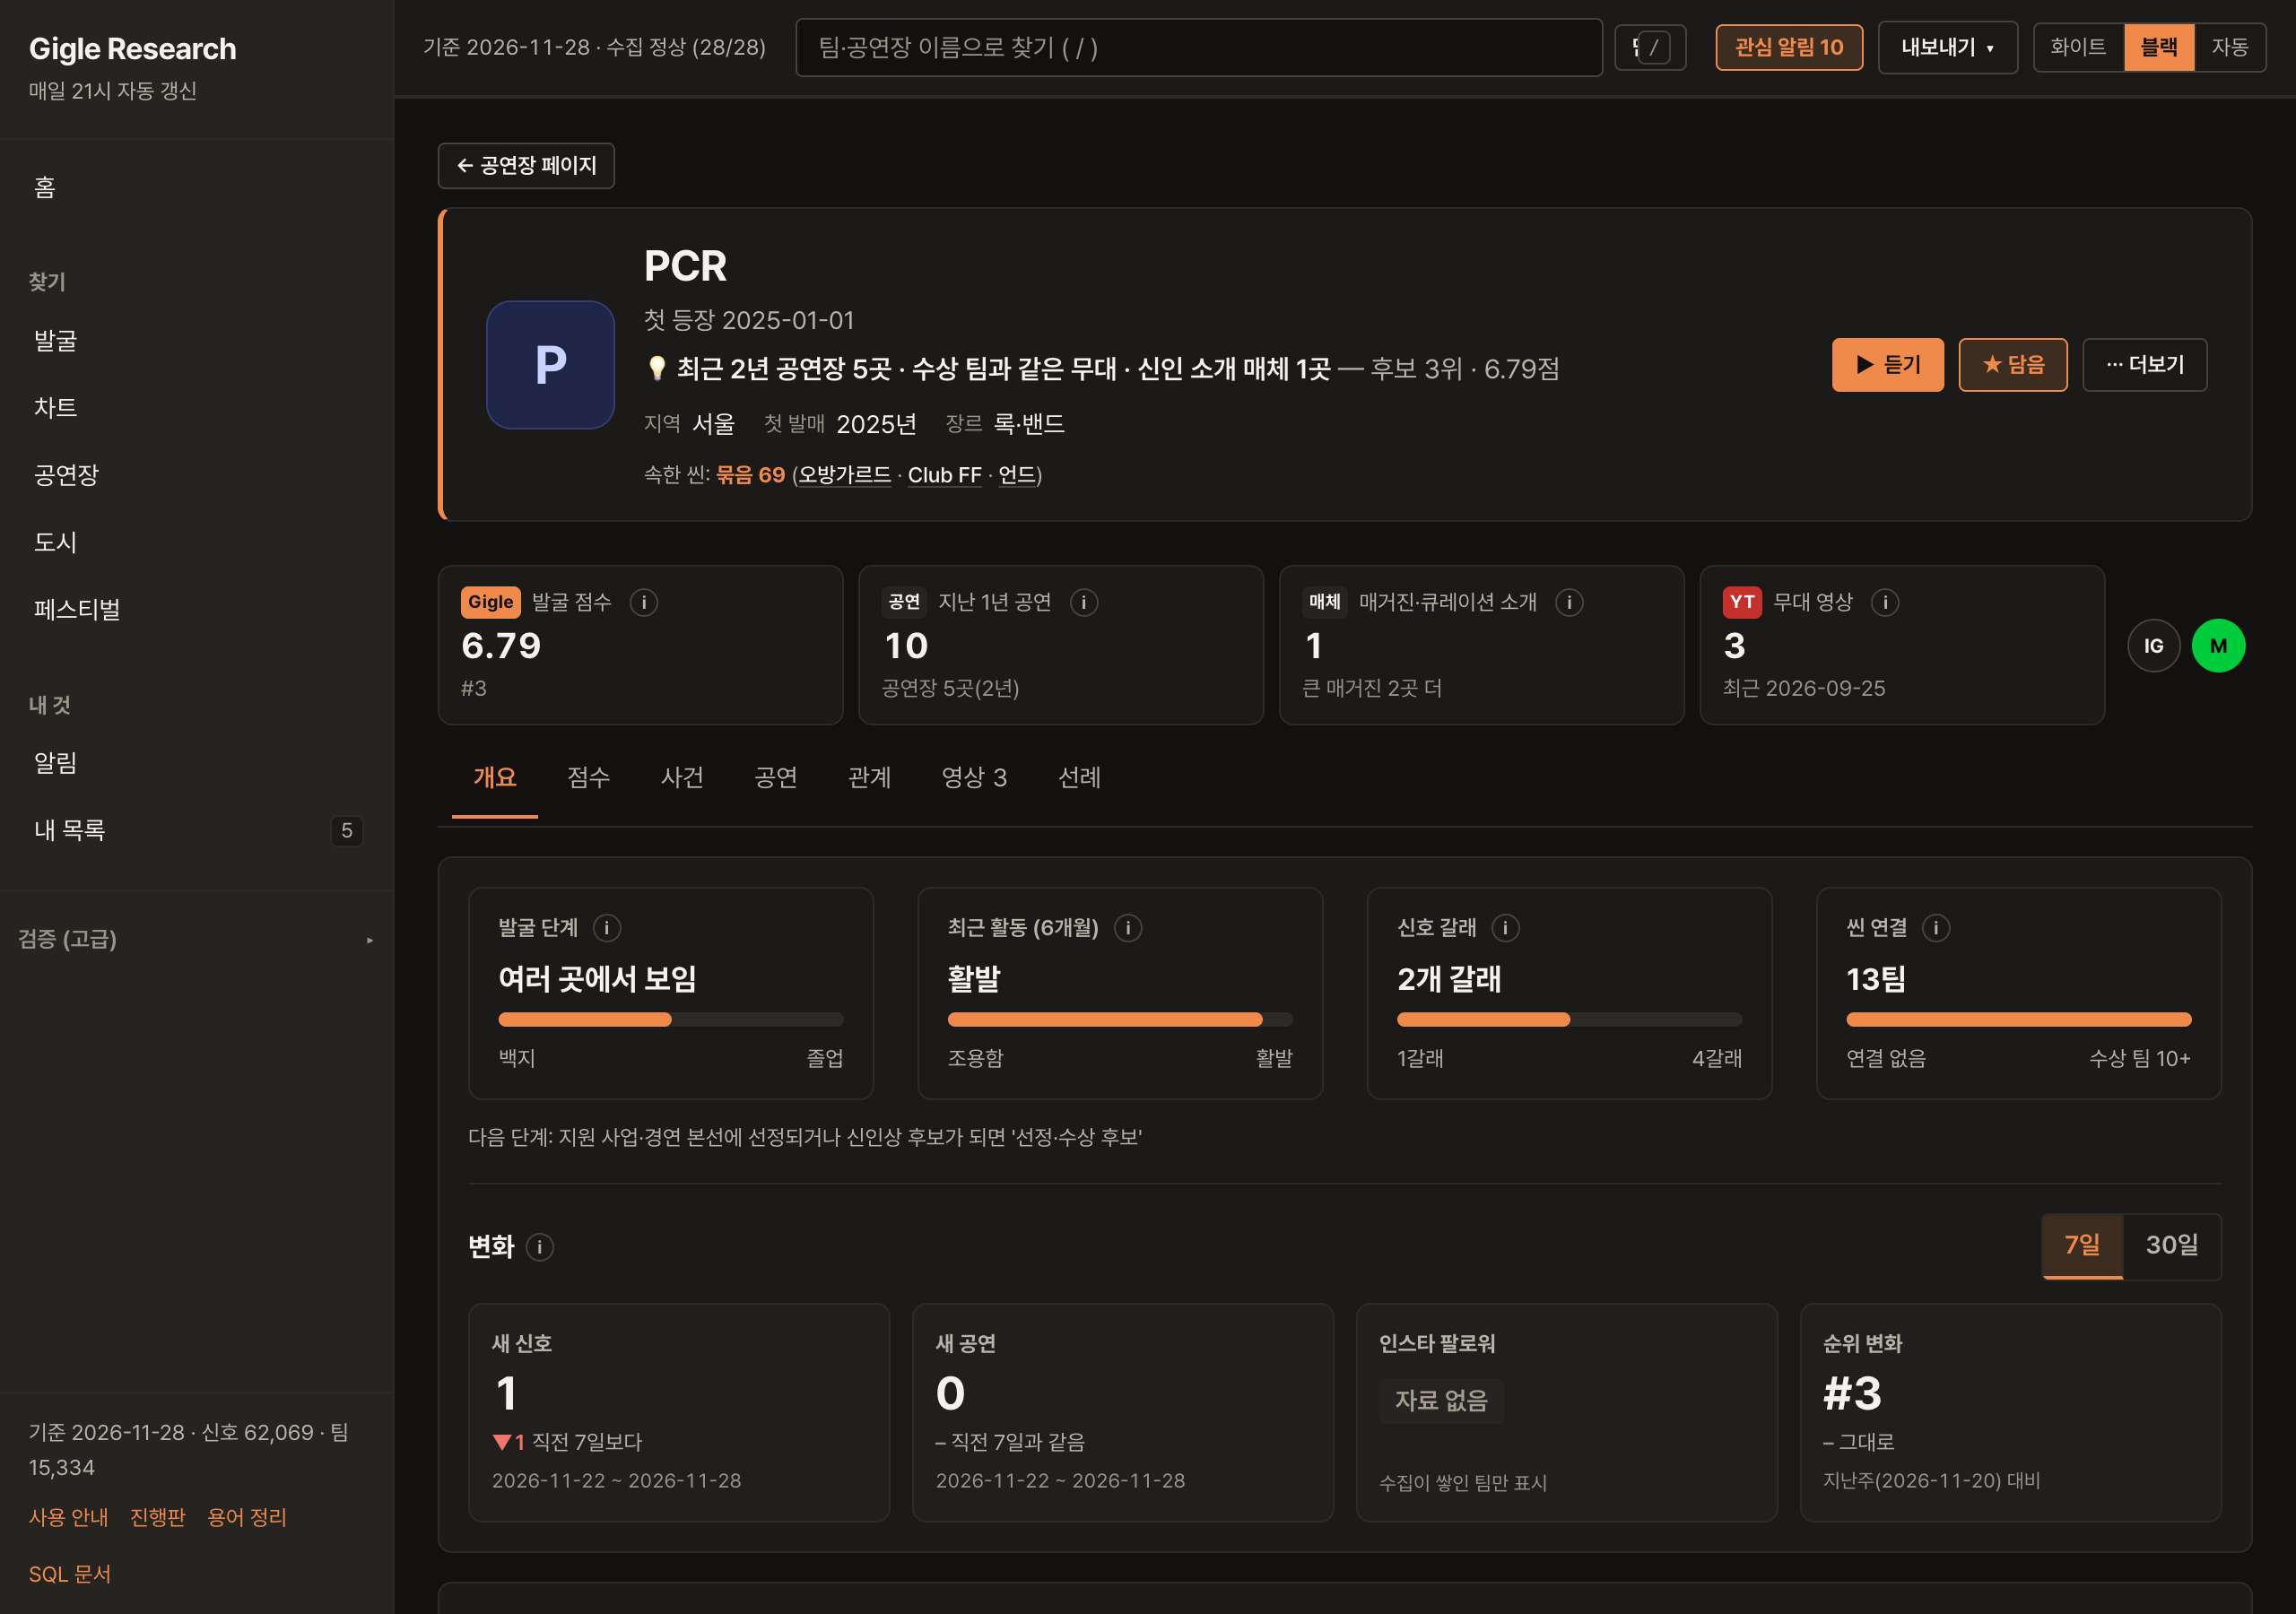 Gigle Research
매일 21시 자동 갱신
홈
찾기
발굴
차트
공연장
도시
페스티벌
내 것
알림
내 목록 5
검증 (고급) ▸
기준 2026-11-28 · 신호 62,069 · 팀
15,334
사용 안내 진행판 용어 정리
SQL 문서
기준 2026-11-28 · 수집 정상 (28/28) 팀·공연장 이름으로 찾기 ( / ) / 관심 알림 10 내보내기 ▾ 화이트 블랙 자동
← 공연장 페이지
P
PCR
첫 등장 2025-01-01
💡 최근 2년 공연장 5곳 · 수상 팀과 같은 무대 · 신인 소개 매체 1곳 — 후보 3위 · 6.79점
지역 서울 첫 발매 2025년 장르 록·밴드
속한 씬: 묶음 69 (오방가르드 · Club FF · 언드)
▶ 듣기 ★ 담음 ··· 더보기
Gigle 발굴 점수 i
6.79
#3
공연 지난 1년 공연 i
10
공연장 5곳(2년)
매체 매거진·큐레이션 소개 i
1
큰 매거진 2곳 더
YT 무대 영상 i
3
최근 2026-09-25
IG M
개요 점수 사건 공연 관계 영상 3 선례
발굴 단계 i
여러 곳에서 보임
백지 졸업
최근 활동 (6개월) i
활발
조용함 활발
신호 갈래 i
2개 갈래
1갈래 4갈래
씬 연결 i
13팀
연결 없음 수상 팀 10+
다음 단계: 지원 사업·경연 본선에 선정되거나 신인상 후보가 되면 '선정·수상 후보'
변화 i 7일 30일
새 신호
1
▼1 직전 7일보다
2026-11-22 ~ 2026-11-28
새 공연
0
– 직전 7일과 같음
2026-11-22 ~ 2026-11-28
인스타 팔로워
자료 없음
수집이 쌓인 팀만 표시
순위 변화
#3
– 그대로
지난주(2026-11-20) 대비